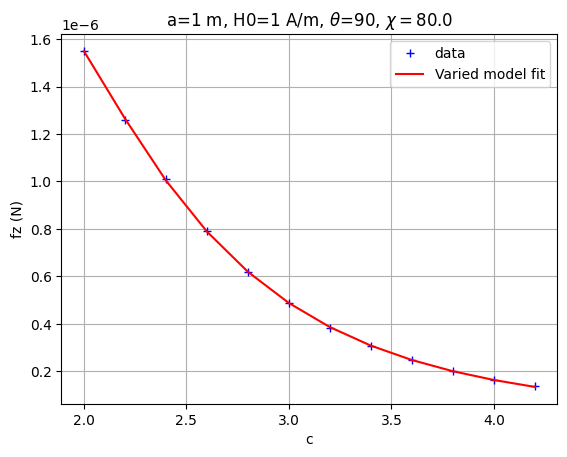 a=1 m, H0=1 A/m, θ=90, χ = 80.0
1e−6
data
Varied model fit
1.6
1.4
1.2
1.0
0.8
0.6
0.4
0.2
fz (N)
2.0 2.5 3.0 3.5 4.0
c